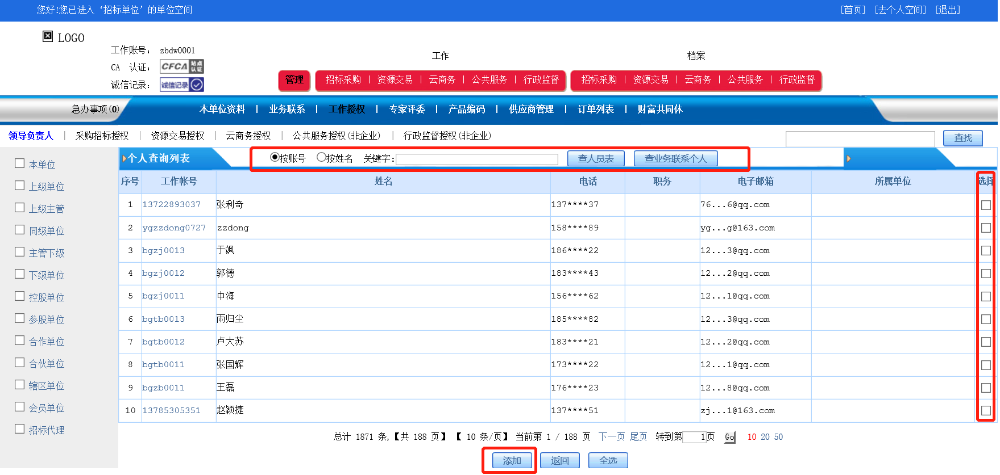 您好!您已进入‘招标单位’的单位空间 [首页] [去个人空间] [退出]
LOGO
工作账号: zbdw0001
CA 认证: CFCA 站点认证
诚信记录: 诚信记录
工作 档案
管理 招标采购 | 资源交易 | 云商务 | 公共服务 | 行政监督 招标采购 | 资源交易 | 云商务 | 公共服务 | 行政监督
急办事项(0) 本单位资料 | 业务联系 | 工作授权 | 专家评委 | 产品编码 | 供应商管理 | 订单列表 | 财富共同体
领导负责人 | 采购招标授权 | 资源交易授权 | 云商务授权 | 公共服务授权(非企业) | 行政监督授权(非企业) 查找
本单位
上级单位
上级主管
同级单位
主管下级
下级单位
控股单位
参股单位
合作单位
合伙单位
辖区单位
会员单位
招标代理
个人查询列表 按账号 按姓名 关键字: 查人员表 查业务联系个人
序号 工作帐号 姓名 电话 职务 电子邮箱 所属单位 选择
1 13722893037 张利奇 137****37 76...6@qq.com
2 ygzzdong0727 zzdong 158****89 yg...g@163.com
3 bgzj0013 于飒 186****22 12...3@qq.com
4 bgzj0012 郭德 183****43 12...2@qq.com
5 bgzj0011 中海 156****62 12...1@qq.com
6 bgtb0013 雨归尘 185****82 12...3@qq.com
7 bgtb0012 卢大苏 183****21 12...2@qq.com
8 bgtb0011 张国辉 173****22 12...1@qq.com
9 bgzb0011 王磊 176****23 12...8@qq.com
10 13785305351 赵颖捷 137****51 zj...1@163.com
总计 1871 条,【共 188 页】 【 10 条/页】 当前第 1 / 188 页 下一页 尾页 转到第 1 页 Go 10 20 50
添加 返回 全选